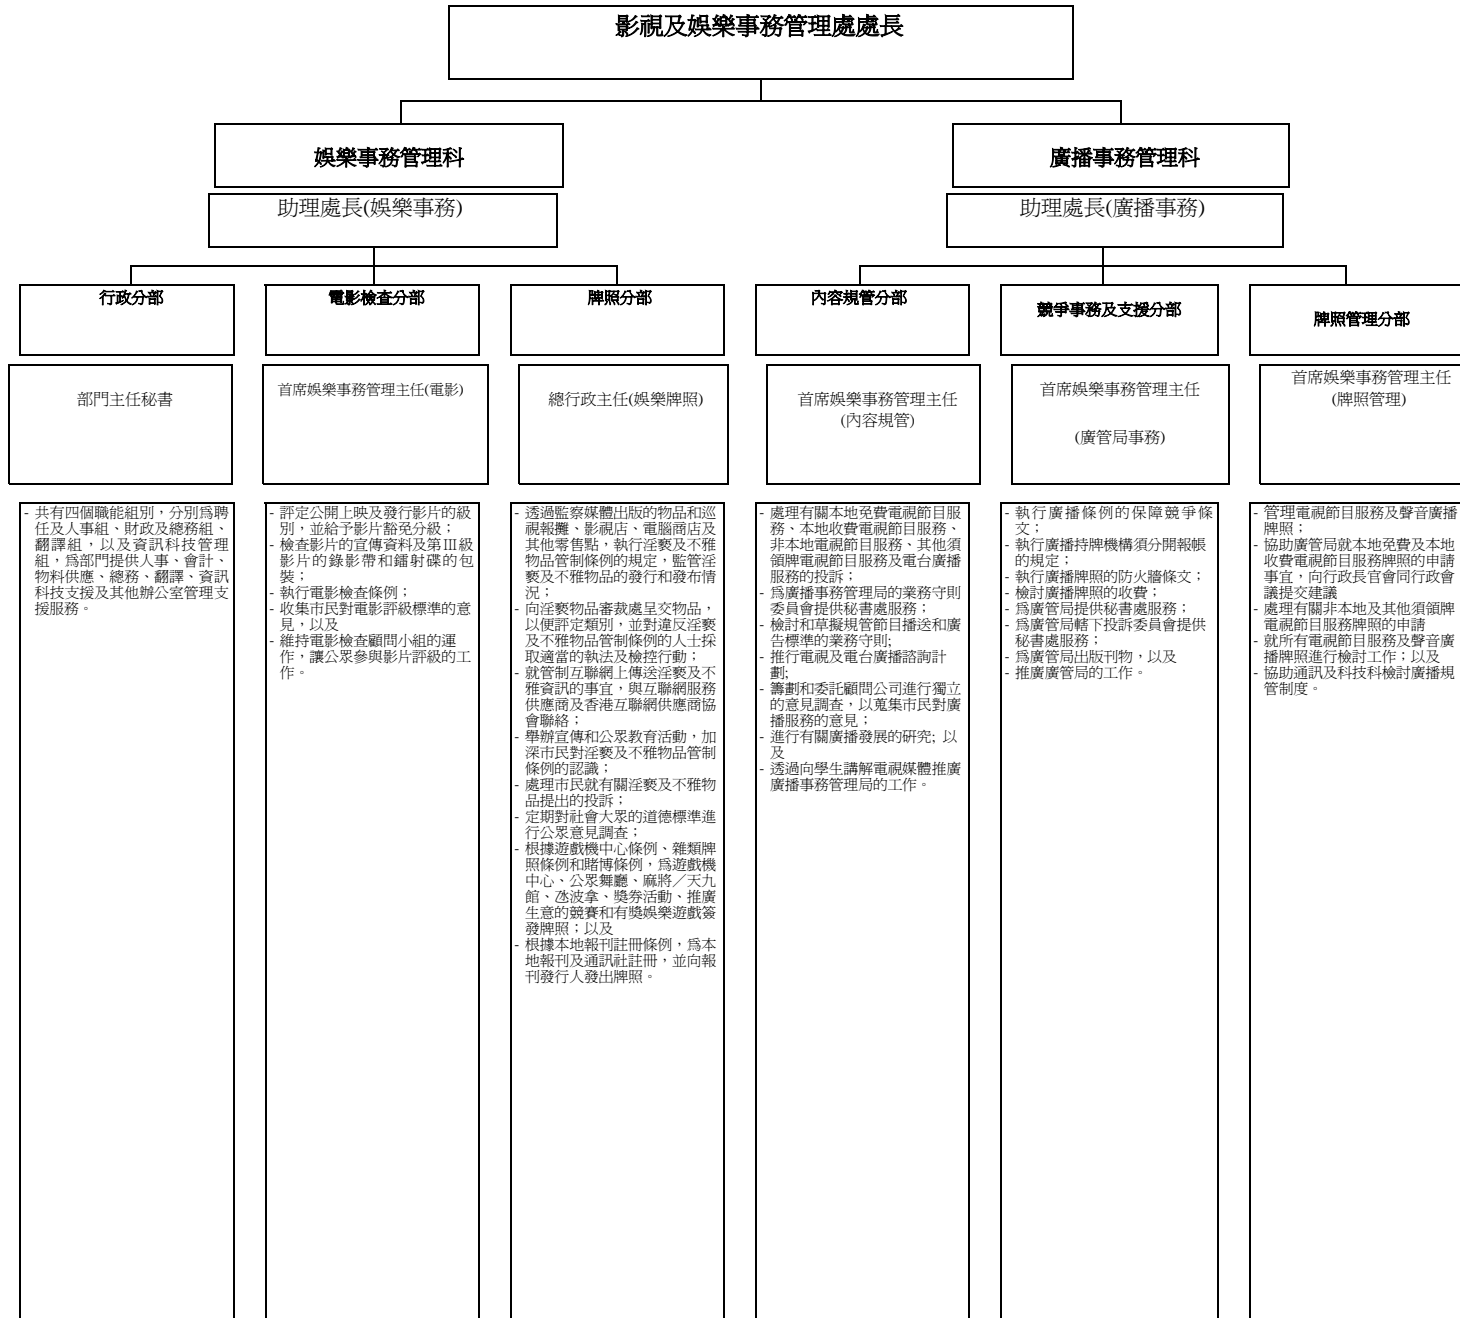 影視及娛樂事務管理處處長
娛樂事務管理科
廣播事務管理科
助理處長(娛樂事務)
助理處長(廣播事務)
行政分部
電影檢查分部
牌照分部
內容規管分部
競爭事務及支援分部
牌照管理分部
部門主任秘書
首席娛樂事務管理主任(電影)
總行政主任(娛樂牌照)
首席娛樂事務管理主任
(內容規管)
首席娛樂事務管理主任
(廣管局事務)
首席娛樂事務管理主任
(牌照管理)
- 共有四個職能組別，分別爲聘
任及人事組、財政及總務組、
翻譯組，以及資訊科技管理
組，爲部門提供人事、會計、
物料供應、總務、翻譯、資訊
科技支援及其他辦公室管理支
援服務。
- 評定公開上映及發行影片的級
別，並給予影片豁免分級；
- 檢查影片的宣傳資料及第Ⅲ級
影片的錄影帶和鐳射碟的包
裝；
- 執行電影檢查條例；
- 收集市民對電影評級標準的意
見，以及
- 維持電影檢查顧問小組的運
作，讓公眾參與影片評級的工
作。
- 透過監察媒體出版的物品和巡
視報攤、影視店、電腦商店及
其他零售點，執行淫褻及不雅
物品管制條例的規定，監管淫
褻及不雅物品的發行和發布情
況；
- 向淫褻物品審裁處呈交物品，
以便評定類別，並對違反淫褻
及不雅物品管制條例的人士採
取適當的執法及檢控行動；
- 就管制互聯網上傳送淫褻及不
雅資訊的事宜，與互聯網服務
供應商及香港互聯網供應商協
會聯絡；
- 舉辦宣傳和公眾教育活動，加
深市民對淫褻及不雅物品管制
條例的認識；
- 處理市民就有關淫褻及不雅物
品提出的投訴；
- 定期對社會大眾的道德標準進
行公眾意見調查；
- 根據遊戲機中心條例、雜類牌
照條例和賭博條例，爲遊戲機
中心、公眾舞廳、麻將／天九
館、氹波拿、獎券活動、推廣
生意的競賽和有獎娛樂遊戲簽
發牌照；以及
- 根據本地報刊註冊條例，爲本
地報刊及通訊社註冊，並向報
刊發行人發出牌照。
- 處理有關本地免費電視節目服
務、本地收費電視節目服務、
非本地電視節目服務、其他須
領牌電視節目服務及電台廣播
服務的投訴；
- 爲廣播事務管理局的業務守則
委員會提供秘書處服務；
- 檢討和草擬規管節目播送和廣
告標準的業務守則;
- 推行電視及電台廣播諮詢計
劃;
- 籌劃和委託顧問公司進行獨立
的意見調查，以蒐集市民對廣
播服務的意見；
- 進行有關廣播發展的研究; 以
及
- 透過向學生講解電視媒體推廣
廣播事務管理局的工作。
- 執行廣播條例的保障競爭條
文；
- 執行廣播持牌機構須分開報帳
的規定；
- 執行廣播牌照的防火牆條文；
- 檢討廣播牌照的收費；
- 爲廣管局提供秘書處服務；
- 爲廣管局轄下投訴委員會提供
秘書處服務；
- 爲廣管局出版刊物，以及
- 推廣廣管局的工作。
- 管理電視節目服務及聲音廣播
牌照；
- 協助廣管局就本地免費及本地
收費電視節目服務牌照的申請
事宜，向行政長官會同行政會
議提交建議
- 處理有關非本地及其他須領牌
電視節目服務牌照的申請
- 就所有電視節目服務及聲音廣
播牌照進行檢討工作；以及
- 協助通訊及科技科檢討廣播規
管制度。